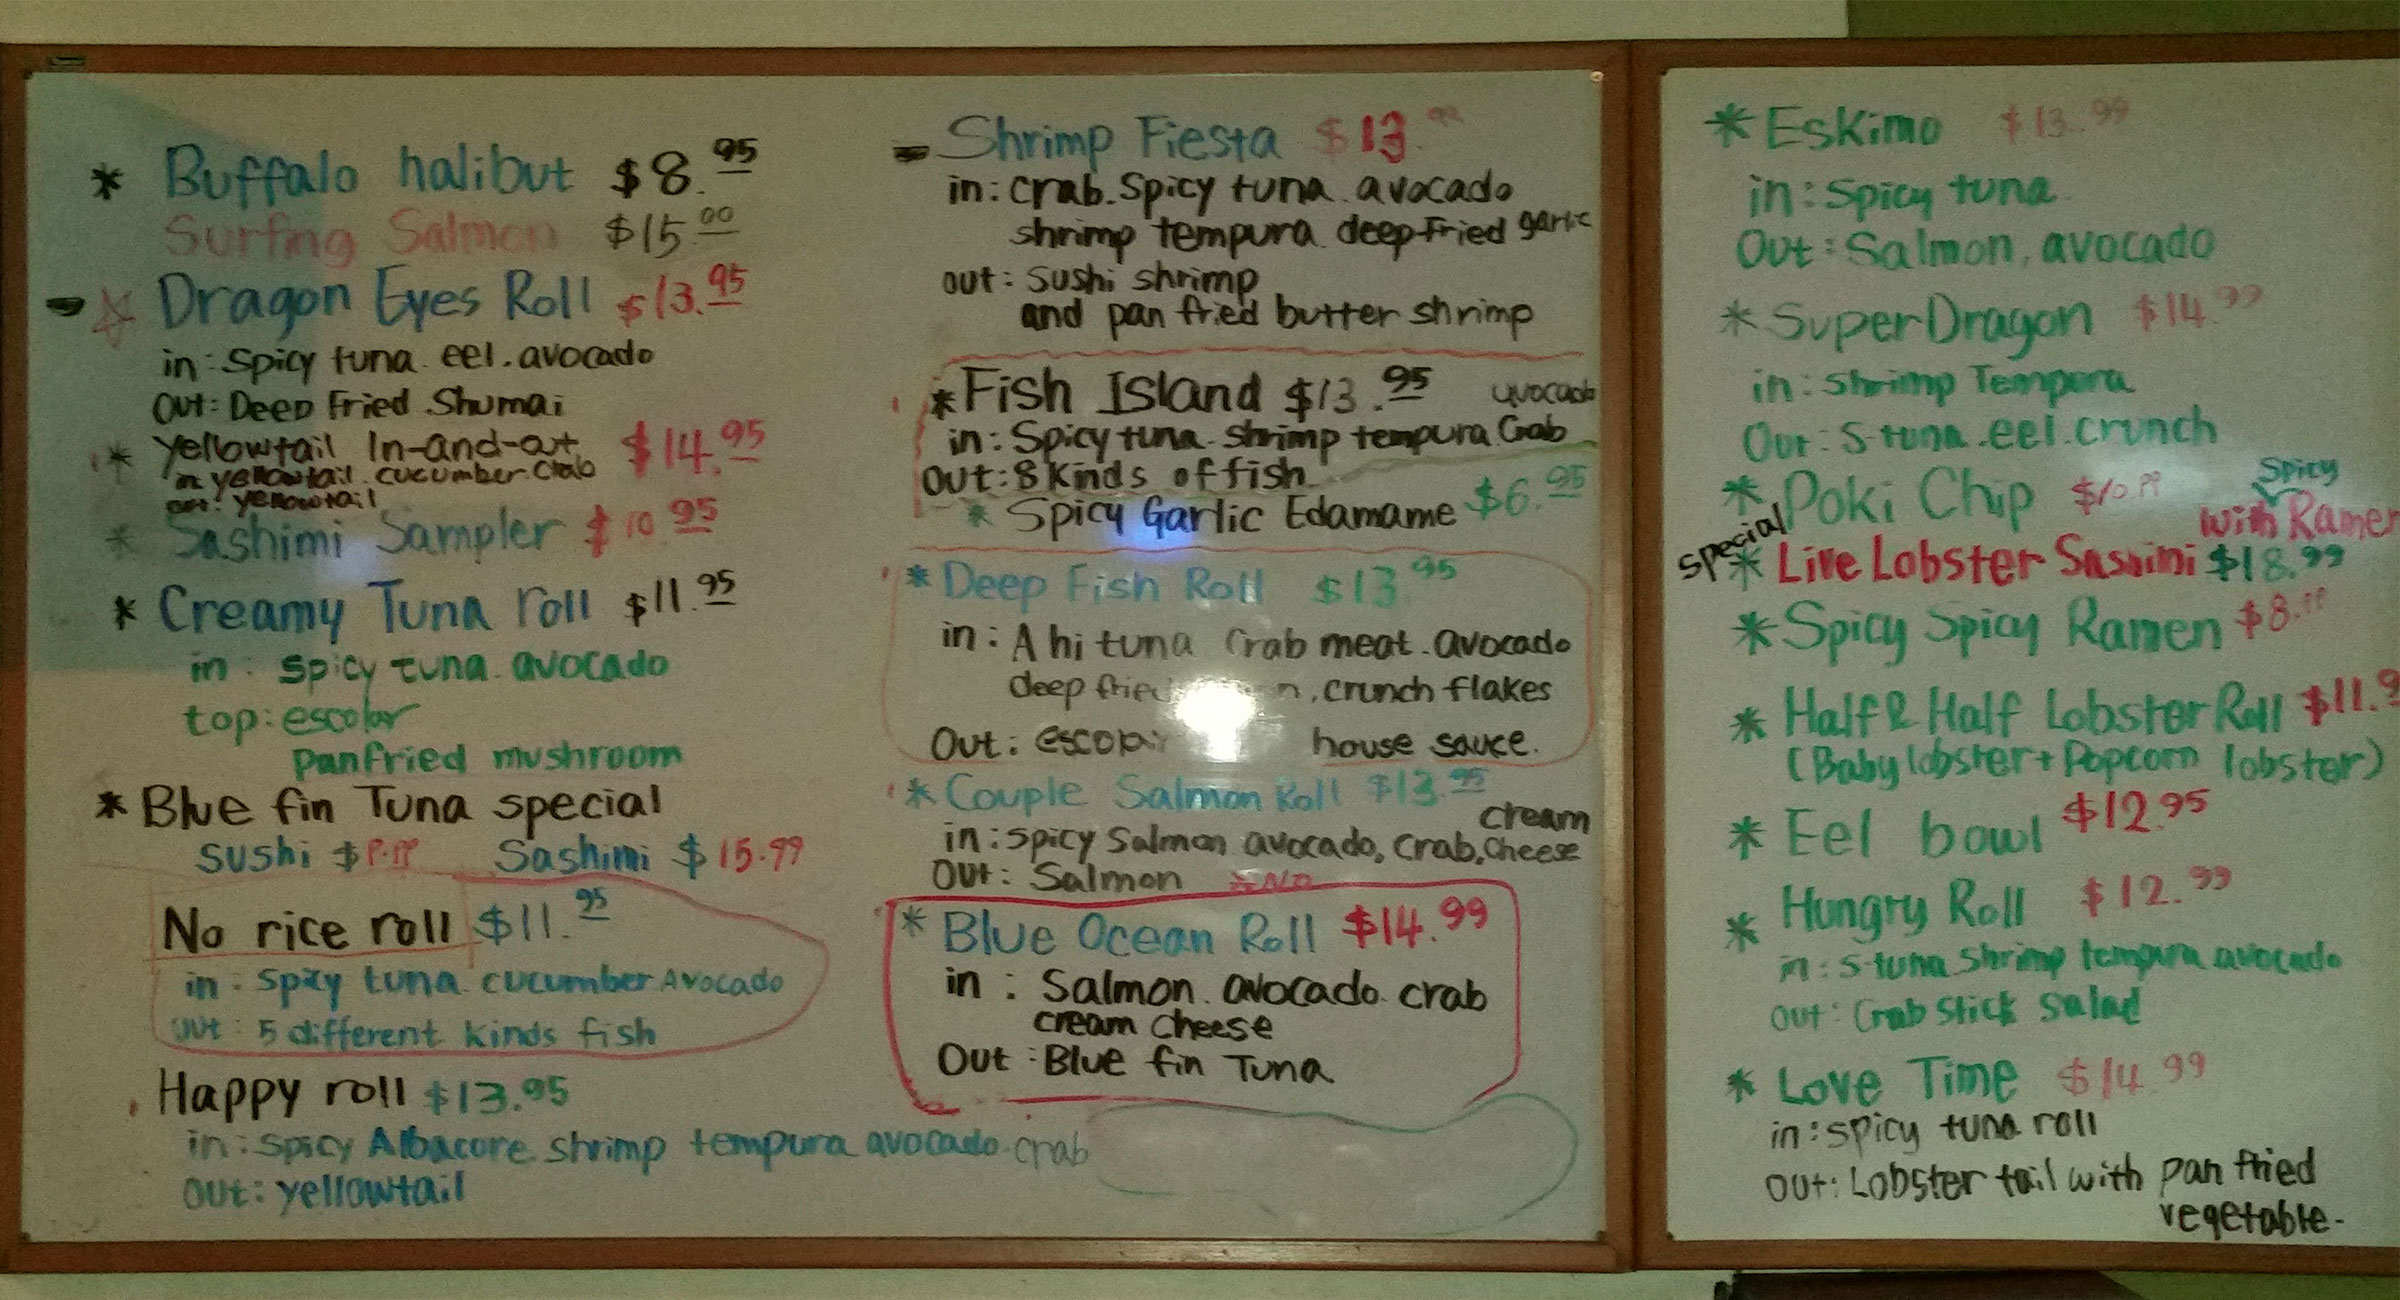 * Buffalo halibut $8.95
Surfing Salmon $15.00
Dragon Eyes Roll $13.95
in: Spicy tuna. eel. avocado
Out: Deep Fried Shumai
* Yellowtail In-and-out $14.95
in yellowtail. cucumber. Crab
out: yellowtail
* Sashimi Sampler $10.95
* Creamy Tuna roll $11.95
in: spicy tuna. avocado
top: escolar
panfried mushroom
* Blue fin Tuna special
sushi $9.99 Sashimi $15.99
No rice roll $11.95
in: Spicy tuna. cucumber Avocado
out: 5 different kinds fish
Happy roll $13.95
in: spicy Albacore shrimp tempura avocado. crab
out: yellowtail
- Shrimp Fiesta $13.99
in: crab. Spicy tuna. avocado
shrimp tempura. deep-fried garlic
out: sushi shrimp
and pan fried butter shrimp
* Fish Island $13.95 avocado
in: Spicy tuna. shrimp tempura Crab
Out: 8 kinds of fish
* Spicy Garlic Edamame $6.95
* Deep Fish Roll $13.95
in: Ahi tuna Crab meat. avocado
deep fried , crunch flakes
Out: escolar house sauce.
* Couple Salmon Roll $13.95
cream
in: spicy Salmon avocado, Crab, cheese
Out: Salmon
* Blue Ocean Roll $14.99
in: Salmon. avocado. crab
cream cheese
Out: Blue fin Tuna
* Eskimo $13.99
in: Spicy tuna
Out: Salmon, avocado
* SuperDragon $14.99
in: shrimp Tempora
Out: S-tuna. eel. crunch
* Poki Chip $10.99
Spicy
with Ramen
special
* Live Lobster Sashimi $18.99
* Spicy Spicy Ramen $8.99
* Half & Half Lobster Roll $11.9
(Baby lobster + Popcorn lobster)
* Eel bowl $12.95
* Hungry Roll $12.99
in: S-tuna shrimp tempura avocado
out: Crab stick salad
* Love Time $14.99
in: spicy tuna roll
out: Lobster tail with pan fried
vegetable.